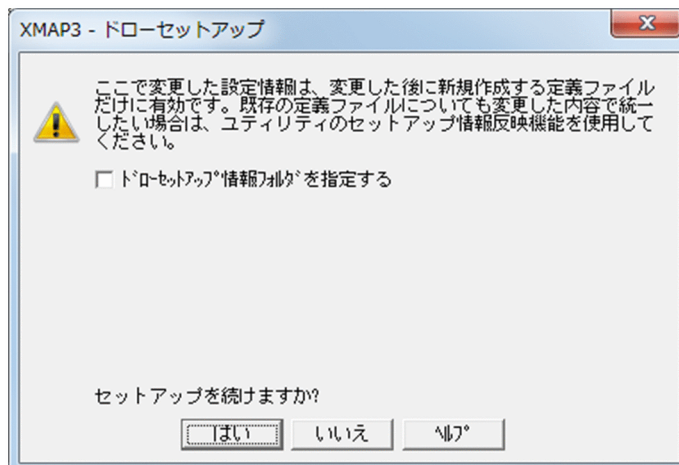 XMAP3 - ドローセットアップ
ここで変更した設定情報は、変更した後に新規作成する定義ファイル
だけに有効です。既存の定義ファイルについても変更した内容で統一
したい場合は、ユティリティのセットアップ情報反映機能を使用して
ください。
ﾄﾞﾛｰｾｯﾄｱｯﾌﾟ情報ﾌｫﾙﾀﾞを指定する
セットアップを続けますか?
はい いいえ ﾍﾙﾌﾟ